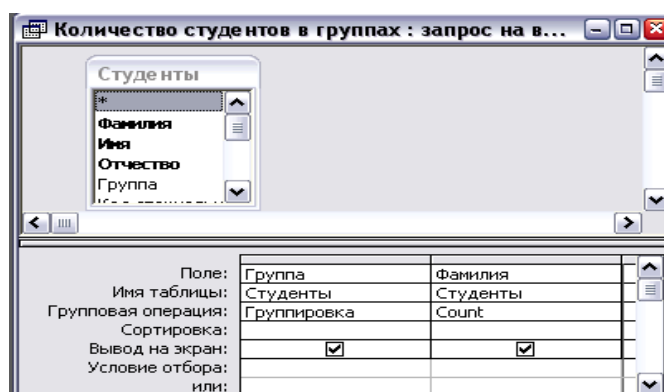 Количество студентов в группах : запрос на в...
Студенты
*
Фамилия
Имя
Отчество
Группа
Поле: Группа Фамилия
Имя таблицы: Студенты Студенты
Групповая операция: Группировка Count
Сортировка:
Вывод на экран:
Условие отбора:
или: